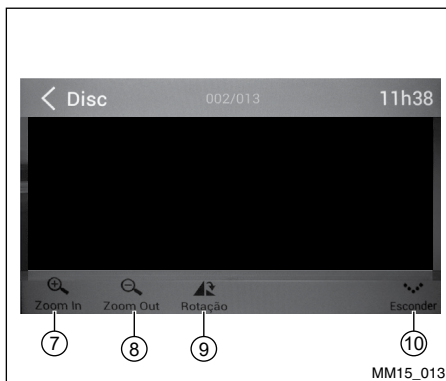 Disc 002/013 11h38
Zoom In Zoom Out Rotação Esconder
7 8 9 10
MM15_013